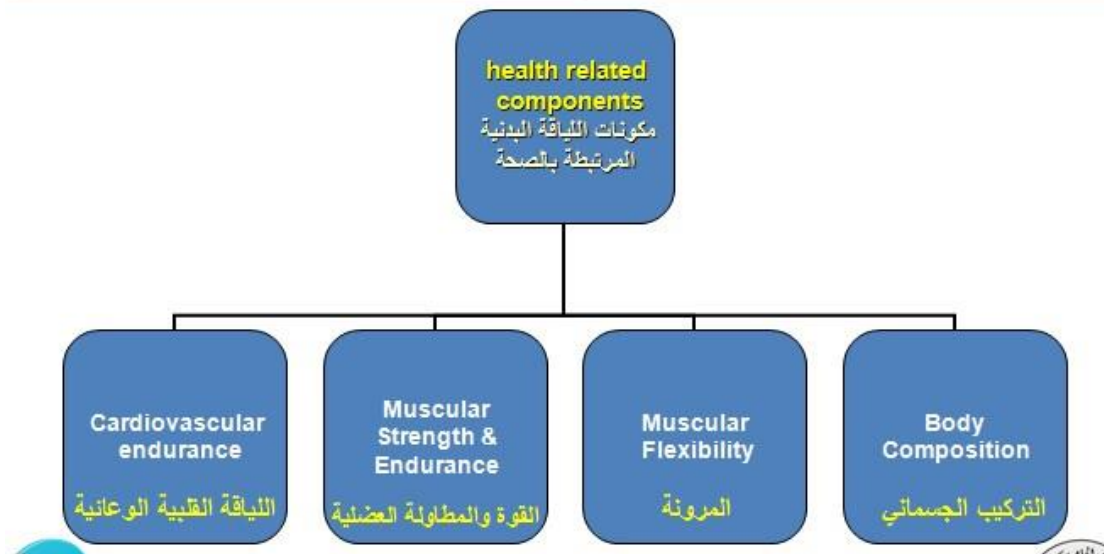 health related
components
مكونات اللياقة البدنية
المرتبطة بالصحة
Cardiovascular
endurance
اللياقة القلبية الوعائية
Muscular
Strength &
Endurance
القوة والمطاولة العضلية
Muscular
Flexibility
المرونة
Body
Composition
التركيب الجسماني